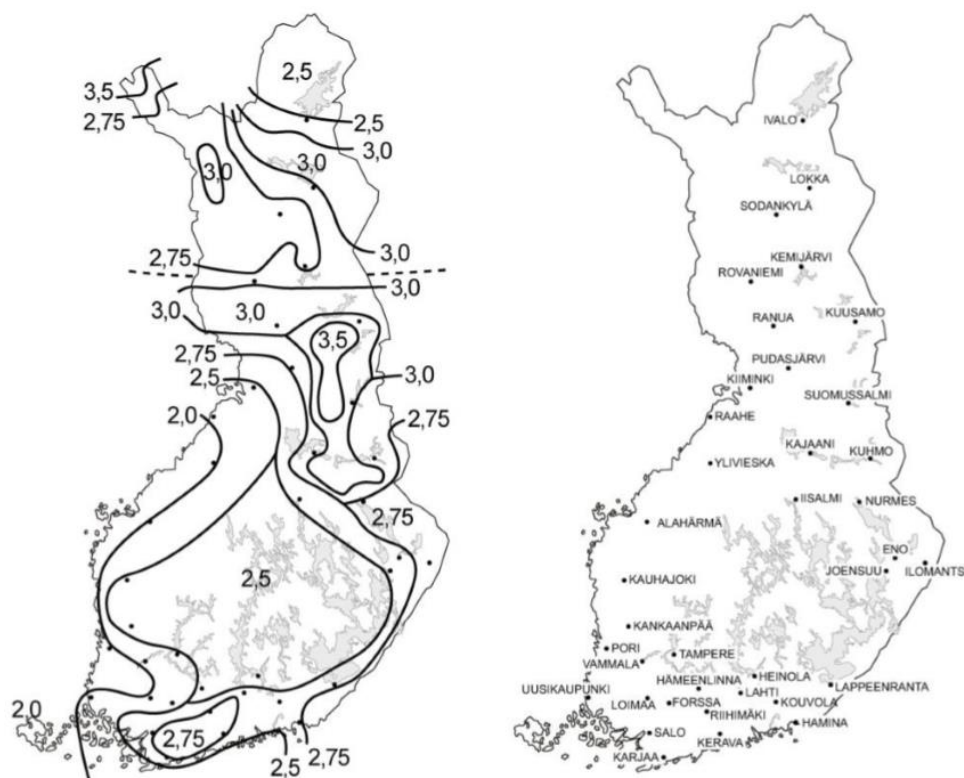 2,5
3,5
2,75
2,5
3,0
3,0
3,0
2,75
3,0
3,0
3,0
3,0
3,5
2,75
2,5
3,0
2,0
2,75
2,75
2,5
2,0
2,75
2,5
2,75
IVALO
LOKKA
SODANKYLÄ
KEMIJÄRVI
ROVANIEMI
RANUA
KUUSAMO
PUDASJÄRVI
KIIMINKI
SUOMUSSALMI
RAAHE
KAJAANI
KUHMO
YLIVIESKA
IISALMI
NURMES
ALAHÄRMÄ
ENO
JOENSUU
ILOMANTS
KAUHAJOKI
KANKAANPÄÄ
PORI
TAMPERE
VAMMALA
HÄMEENLINNA
HEINOLA
UUSIKAUPUNKI
LAHTI
LAPPEENRANTA
LOIMAA
FORSSA
KOUVOLA
RIIHIMÄKI
HAMINA
SALO
KERAVA
KARJAA